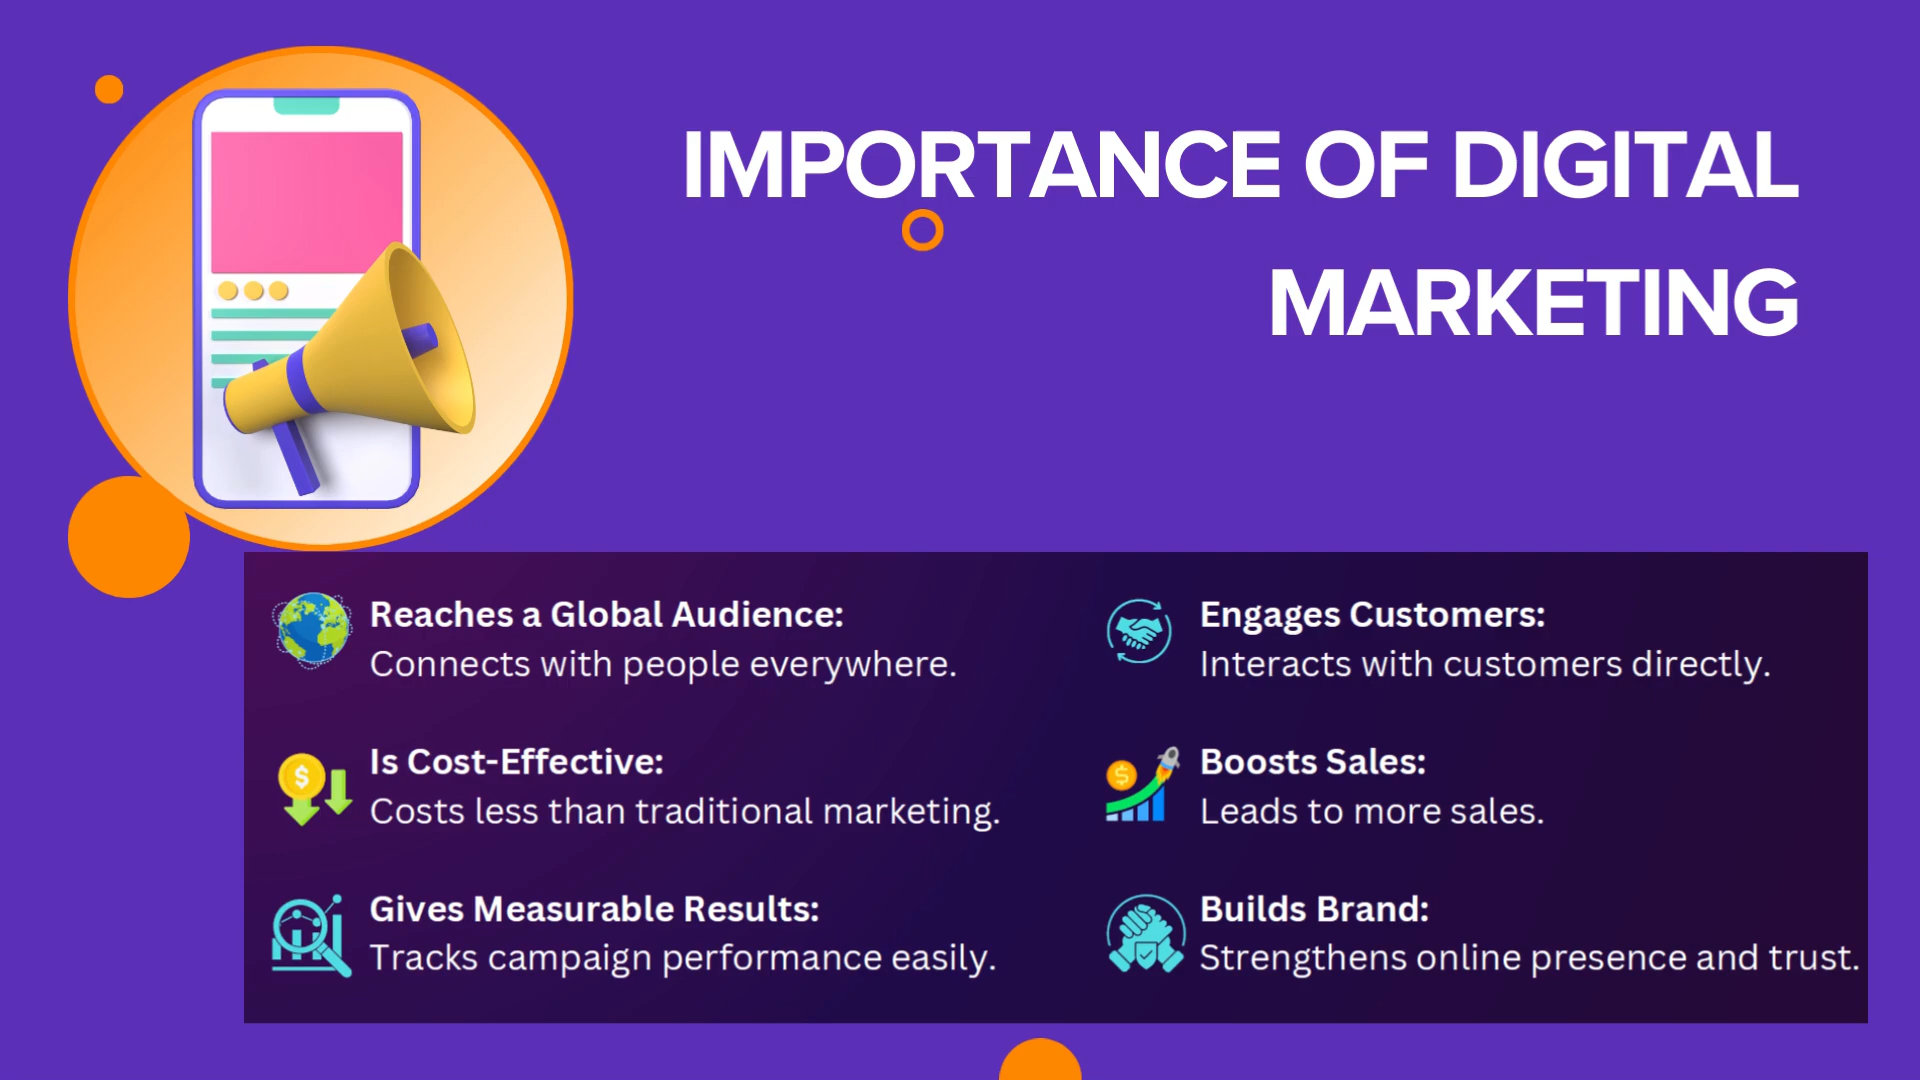 IMPORTANCE OF DIGITAL
MARKETING
Reaches a Global Audience:
Connects with people everywhere.
Is Cost-Effective:
Costs less than traditional marketing.
Gives Measurable Results:
Tracks campaign performance easily.
Engages Customers:
Interacts with customers directly.
Boosts Sales:
Leads to more sales.
Builds Brand:
Strengthens online presence and trust.